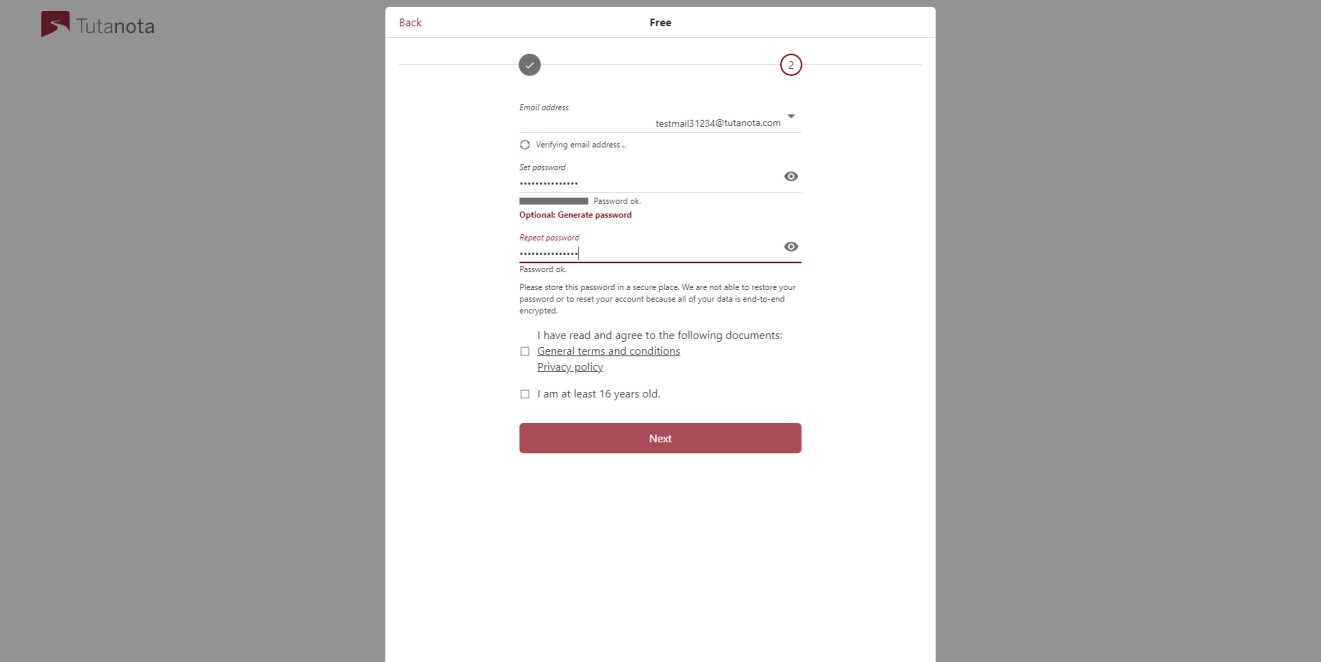 Tutanota
Back
Free
2
Email address
testmail31234@tutanota.com
Verifying email address...
Set password
•••••••••••••••
Password ok.
Optional: Generate password
Repeat password
•••••••••••••••
Password ok.
Please store this password in a secure place. We are not able to restore your
password or to reset your account because all of your data is end-to-end
encrypted.
I have read and agree to the following documents:
General terms and conditions
Privacy policy
I am at least 16 years old.
Next